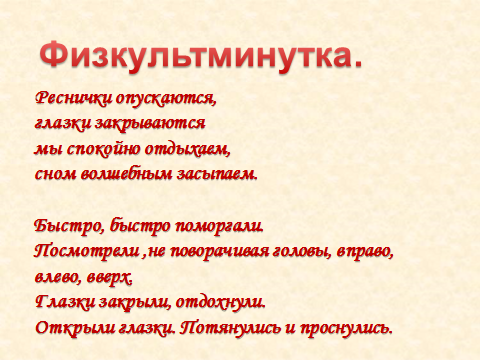 Физкультминутка.
Реснички опускаются,
глазки закрываются
мы спокойно отдыхаем,
сном волшебным засыпаем.
Быстро, быстро поморгали.
Посмотрели ,не поворачивая головы, вправо,
влево, вверх.
Глазки закрыли, отдохнули.
Открыли глазки. Потянулись и проснулись.